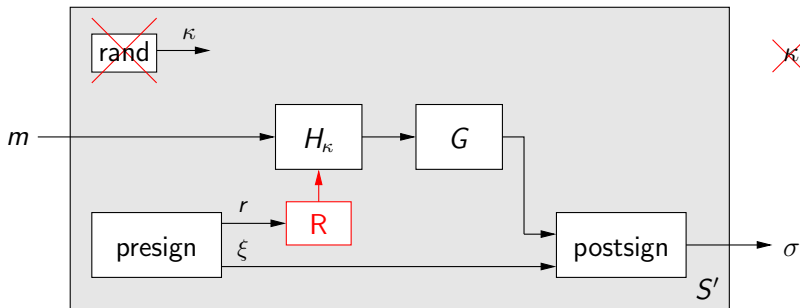 rand κ κ
m H_κ G
r R
presign ξ postsign σ
S′